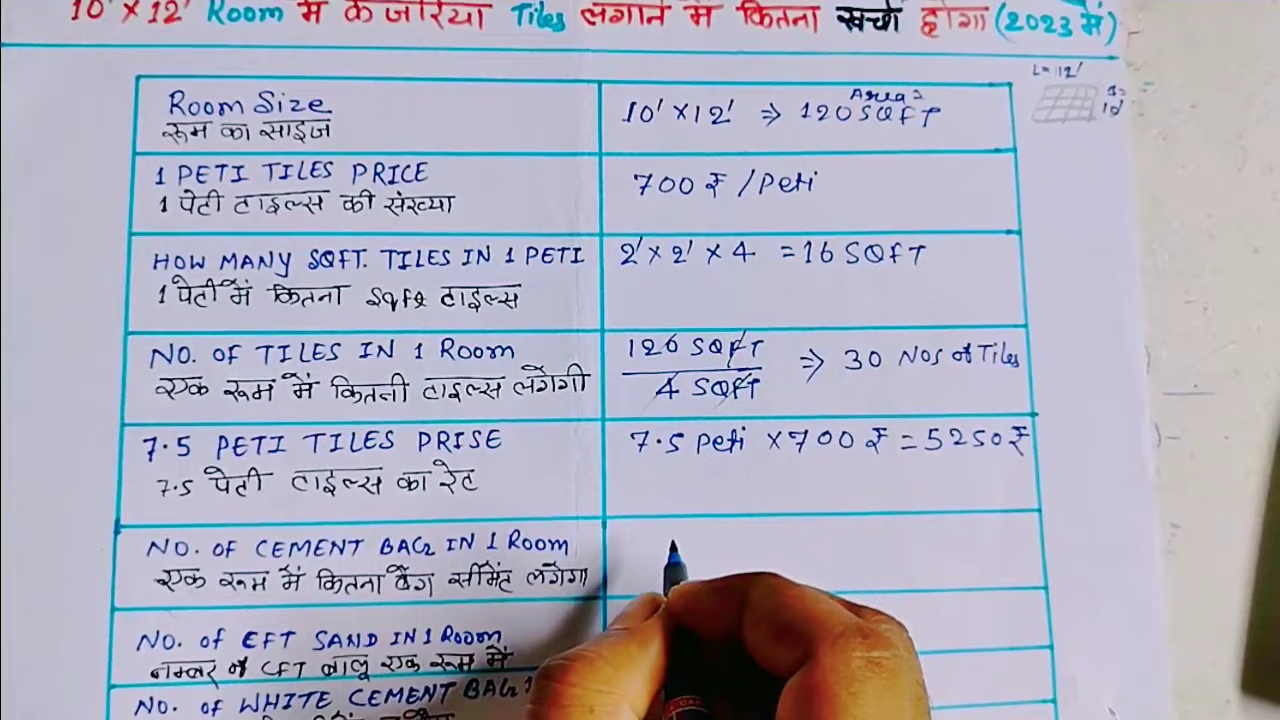 10' × 12' Room में कजरिया Tiles लगाने में कितना खर्चा होगा (2023 में)
L=12'
Room Size
रूम का साइज
Area=
10' × 12' ⇒ 120 SQFT
10'
1 PETI TILES PRICE
1 पेटी टाइल्स की संख्या
700 ₹ / Peti
HOW MANY SQFT. TILES IN 1 PETI
1 पेटी में कितना Sqft टाइल्स
2' × 2' × 4 = 16 SQFT
NO. OF TILES IN 1 Room
एक रूम में कितनी टाइल्स लगेगी
120 SQFT
4 SQFT
⇒ 30 Nos of Tiles
7.5 PETI TILES PRISE
7.5 पेटी टाइल्स का रेट
7.5 Peti × 700 ₹ = 5250 ₹
NO. OF CEMENT BAG IN 1 Room
एक रूम में कितना बैग सीमेंट लगेगा
NO. of CFT SAND IN 1 Room
नम्बर of CFT बालू एक रूम में
NO. of WHITE CEMENT BAG